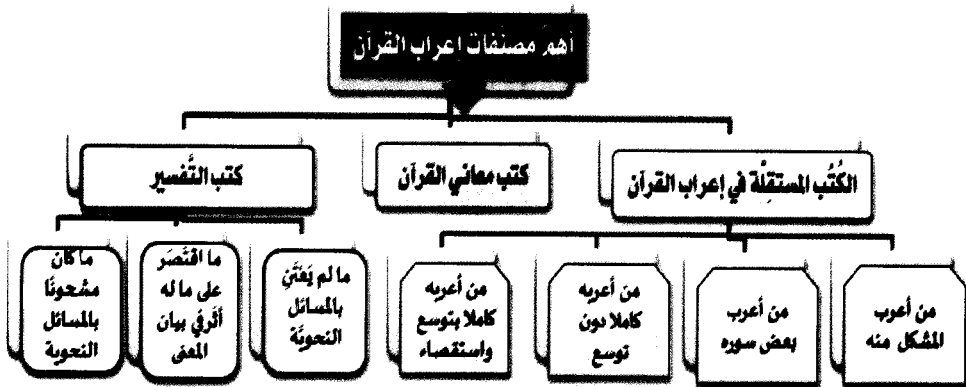 أهم مصنفات إعراب القرآن
الكُتُب المستقِلّة في إعراب القرآن
كتب معاني القرآن
كتب التَّفسير
من أعرب
المشكل منه
من أعرب
بعض سوره
من أعربه
كاملا دون
توسع
من أعربه
كاملا بتوسع
واستقصاء
ما لم يَعْتَنِ
بالمسائل
النحويَّة
ما اقتَصَر
على ما له
أثر في بيان
المعنى
ما كان
مشحونًا
بالمسائل
النحوية